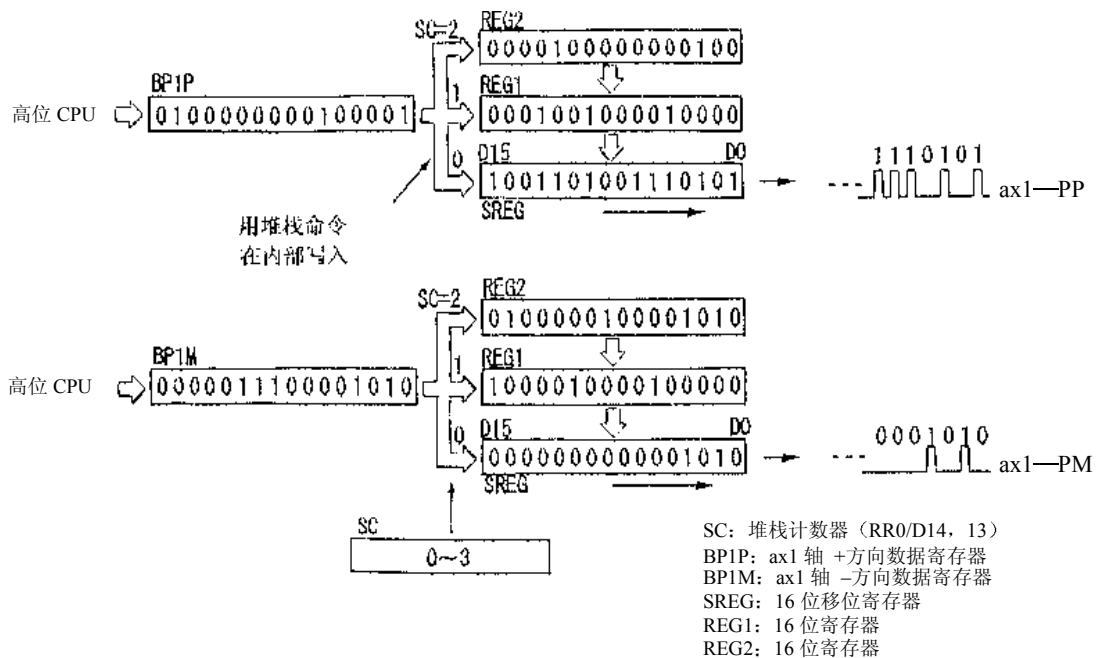 SC=2
REG2
0000100000000100
BP1P
1
REG1
高位 CPU
0100000000100001
0001001000010000
0
D15
D0
1110101
1001101001110101
ax1—PP
SREG
用堆栈命令
在内部写入
SC=2
REG2
0100000100001010
BP1M
1
REG1
高位 CPU
0000011100001010
1000010000100000
0
D15
D0
0001010
0000000000001010
ax1—PM
SREG
SC
0~3
SC：堆栈计数器（RR0/D14，13）
BP1P：ax1 轴 +方向数据寄存器
BP1M：ax1 轴 –方向数据寄存器
SREG：16 位移位寄存器
REG1：16 位寄存器
REG2：16 位寄存器